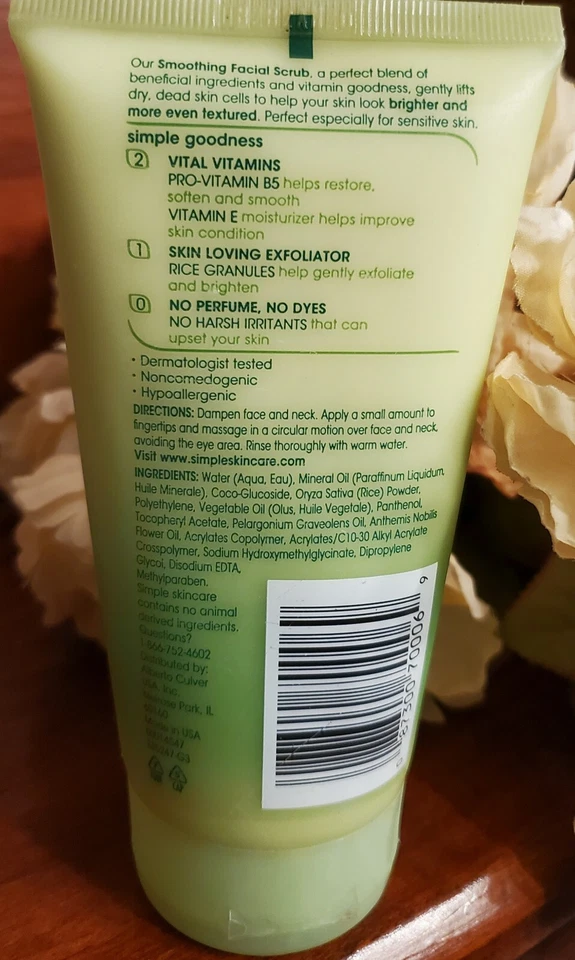 Our Smoothing Facial Scrub, a perfect blend of
beneficial ingredients and vitamin goodness, gently lifts
dry, dead skin cells to help your skin look brighter and
more even textured. Perfect especially for sensitive skin.
simple goodness
2 VITAL VITAMINS
PRO-VITAMIN B5 helps restore,
soften and smooth
VITAMIN E moisturizer helps improve
skin condition
1 SKIN LOVING EXFOLIATOR
RICE GRANULES help gently exfoliate
and brighten
0 NO PERFUME, NO DYES
NO HARSH IRRITANTS that can
upset your skin
• Dermatologist tested
• Noncomedogenic
• Hypoallergenic
DIRECTIONS: Dampen face and neck. Apply a small amount to
fingertips and massage in a circular motion over face and neck,
avoiding the eye area. Rinse thoroughly with warm water.
Visit www.simpleskincare.com
INGREDIENTS: Water (Aqua, Eau), Mineral Oil (Paraffinum Liquidum,
Huile Minerale), Coco-Glucoside, Oryza Sativa (Rice) Powder,
Polyethylene, Vegetable Oil (Olus, Huile Vegetale), Panthenol,
Tocopheryl Acetate, Pelargonium Graveolens Oil, Anthemis Nobilis
Flower Oil, Acrylates Copolymer, Acrylates/C10-30 Alkyl Acrylate
Crosspolymer, Sodium Hydroxymethylglycinate, Dipropylene
Glycol, Disodium EDTA,
Methylparaben.
Simple skincare
contains no animal
derived ingredients.
Questions?
1-866-752-4602
Distributed by:
Alberto Culver
USA, Inc.
Melrose Park, IL
60160
Made in USA
87300 70006 9